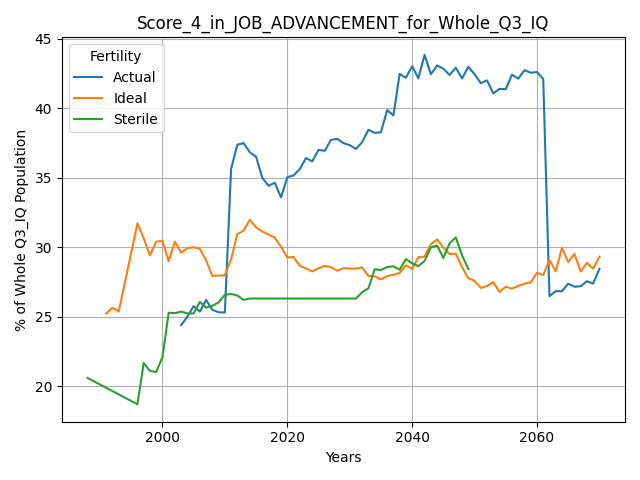 Score_4_in_JOB_ADVANCEMENT_for_Whole_Q3_IQ
45
40
35
30
25
20
% of Whole Q3_IQ Population
Fertility
Actual
Ideal
Sterile
2000 2020 2040 2060
Years